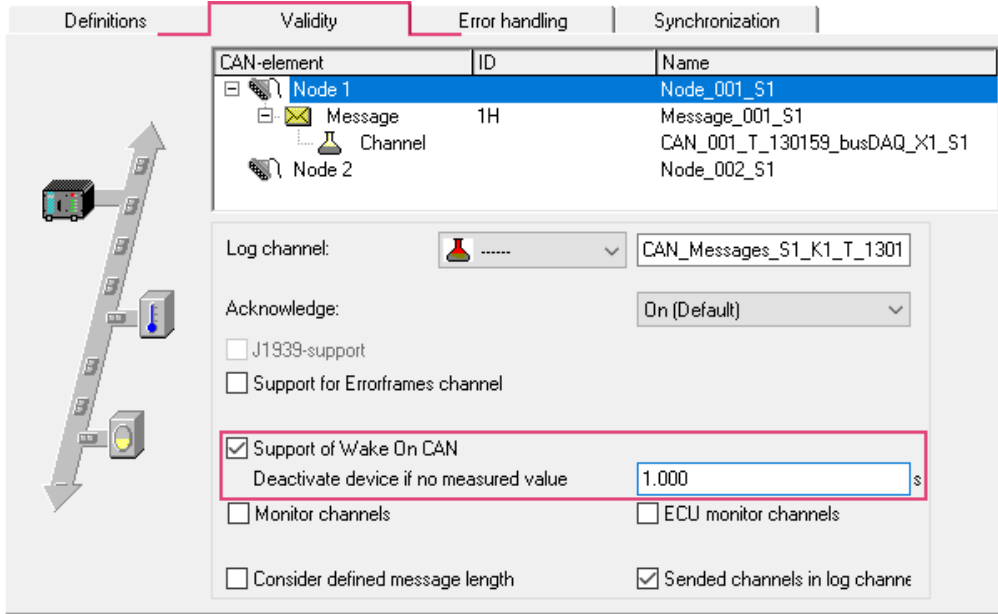 Definitions Validity Error handling Synchronization
CAN-element ID Name
Node 1 Node_001_S1
Message 1H Message_001_S1
Channel CAN_001_T_130159_busDAQ_X1_S1
Node 2 Node_002_S1
Log channel: ------ CAN_Messages_S1_K1_T_1301
Acknowledge: On (Default)
J1939-support
Support for Errorframes channel
Support of Wake On CAN
Deactivate device if no measured value 1.000 s
Monitor channels ECU monitor channels
Consider defined message length Sended channels in log channe